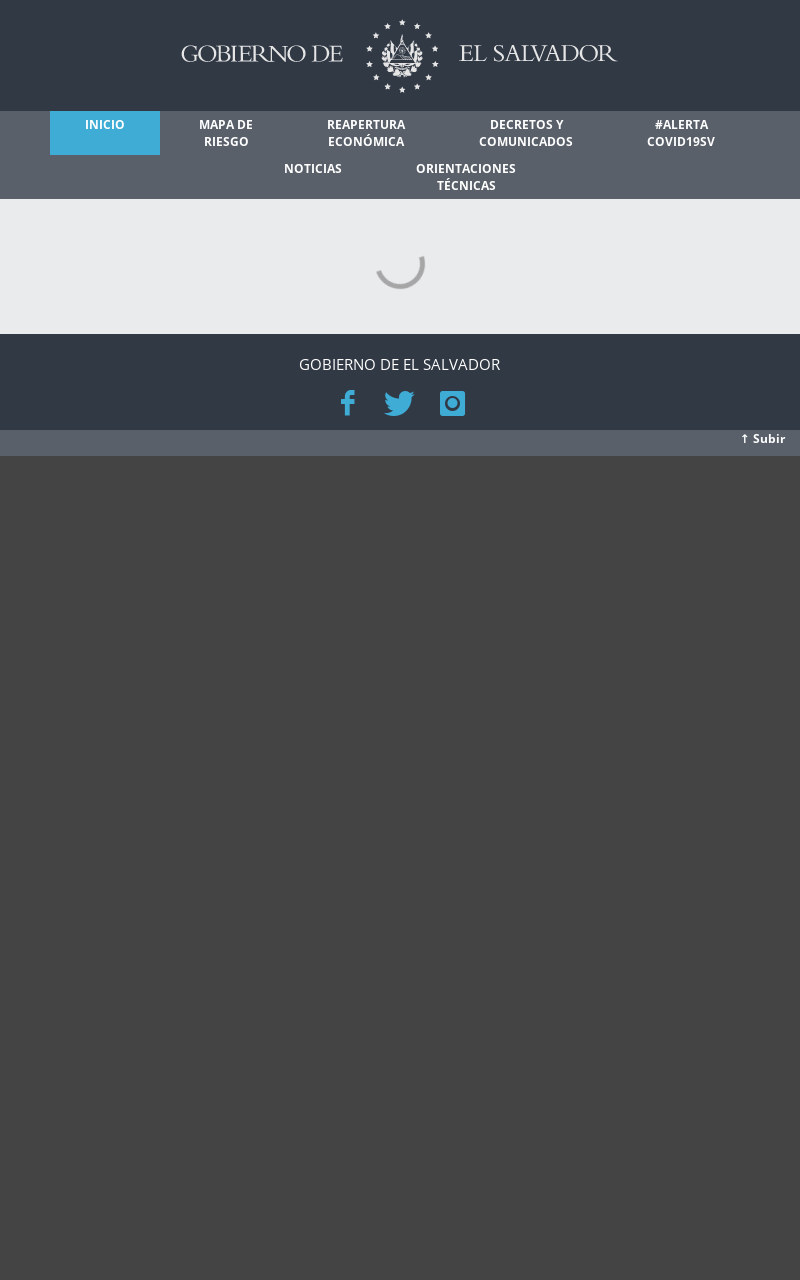 GOBIERNO DE EL SALVADOR
INICIO
MAPA DE
RIESGO
REAPERTURA
ECONÓMICA
DECRETOS Y
COMUNICADOS
#ALERTA
COVID19SV
NOTICIAS
ORIENTACIONES
TÉCNICAS
GOBIERNO DE EL SALVADOR
↑ Subir